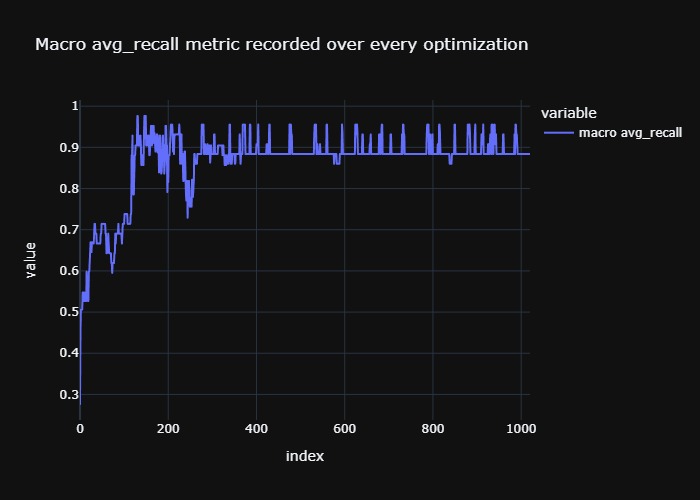 Macro avg_recall metric recorded over every optimization
variable
macro avg_recall
1
0.9
0.8
0.7
0.6
0.5
0.4
0.3
value
0 200 400 600 800 1000
index